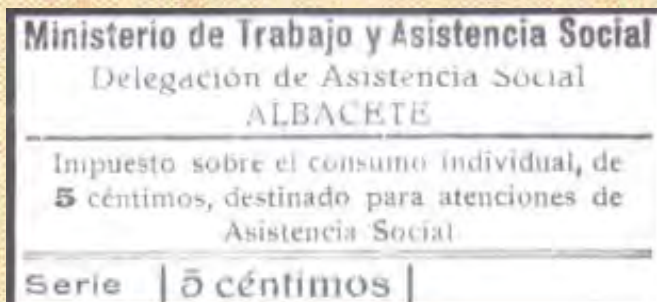 Ministerio de Trabajo y Asistencia Social
Delegación de Asistencia Social
ALBACETE
Impuesto sobre el consumo individual, de
5 céntimos, destinado para atenciones de
Asistencia Social
Serie | 5 céntimos |